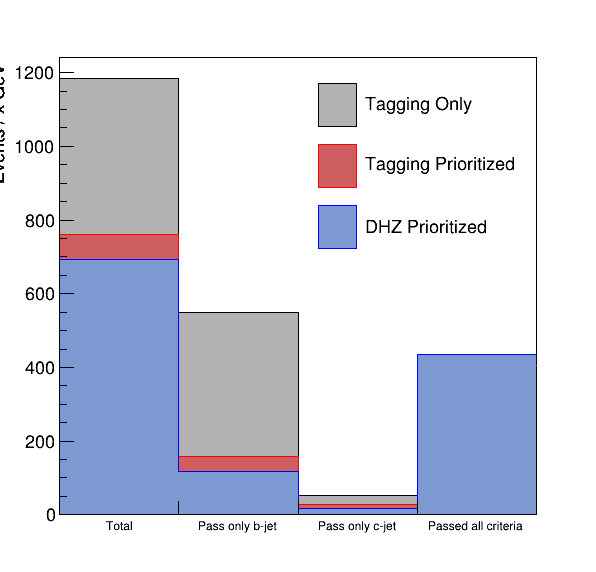 1200
1000
800
600
400
200
0
Tagging Only
Tagging Prioritized
DHZ Prioritized
Total
Pass only b-jet
Pass only c-jet
Passed all criteria